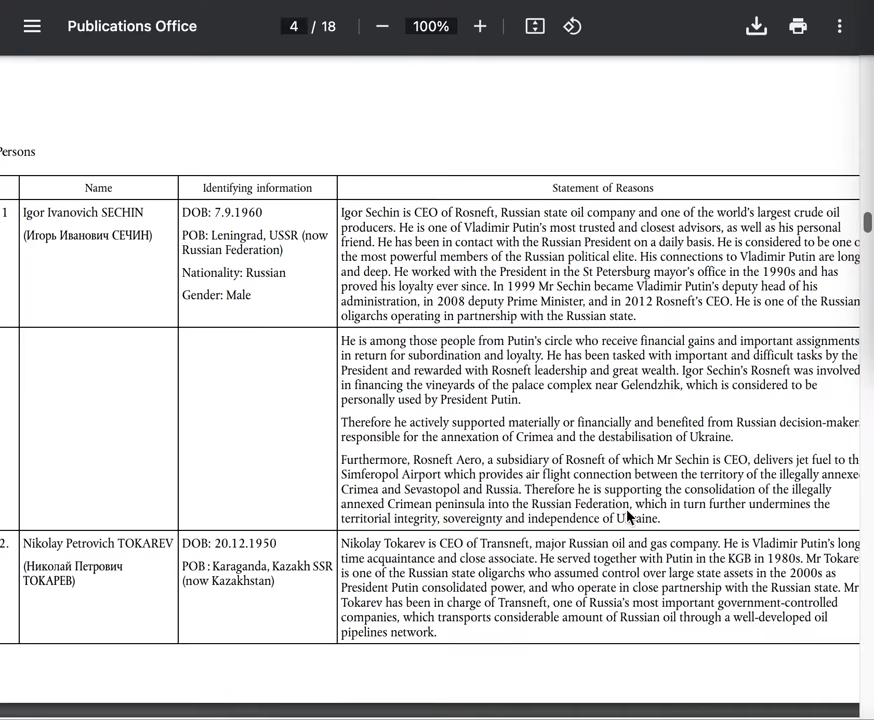 Publications Office
4 / 18
100%
Persons
Name
Identifying information
Statement of Reasons
1
Igor Ivanovich SECHIN
(Игорь Иванович СЕЧИН)
DOB: 7.9.1960
POB: Leningrad, USSR (now
Russian Federation)
Nationality: Russian
Gender: Male
Igor Sechin is CEO of Rosneft, Russian state oil company and one of the world's largest crude oil
producers. He is one of Vladimir Putin's most trusted and closest advisors, as well as his personal
friend. He has been in contact with the Russian President on a daily basis. He is considered to be one
the most powerful members of the Russian political elite. His connections to Vladimir Putin are long
and deep. He worked with the President in the St Petersburg mayor's office in the 1990s and has
proved his loyalty ever since. In 1999 Mr Sechin became Vladimir Putin's deputy head of his
administration, in 2008 deputy Prime Minister, and in 2012 Rosneft's CEO. He is one of the Russian
oligarchs operating in partnership with the Russian state.
He is among those people from Putin's circle who receive financial gains and important assignments
in return for subordination and loyalty. He has been tasked with important and difficult tasks by the
President and rewarded with Rosneft leadership and great wealth. Igor Sechin's Rosneft was involved
in financing the vineyards of the palace complex near Gelendzhik, which is considered to be
personally used by President Putin.
Therefore he actively supported materially or financially and benefited from Russian decision-maker
responsible for the annexation of Crimea and the destabilisation of Ukraine.
Furthermore, Rosneft Aero, a subsidiary of Rosneft of which Mr Sechin is CEO, delivers jet fuel to th
Simferopol Airport which provides air flight connection between the territory of the illegally annexe
Crimea and Sevastopol and Russia. Therefore he is supporting the consolidation of the illegally
annexed Crimean peninsula into the Russian Federation, which in turn further undermines the
territorial integrity, sovereignty and independence of Ukraine.
2.
Nikolay Petrovich TOKAREV
(Николай Петрович
ТОКАРЕВ)
DOB: 20.12.1950
POB : Karaganda, Kazakh SSR
(now Kazakhstan)
Nikolay Tokarev is CEO of Transneft, major Russian oil and gas company. He is Vladimir Putin's long
time acquaintance and close associate. He served together with Putin in the KGB in 1980s. Mr Tokare
is one of the Russian state oligarchs who assumed control over large state assets in the 2000s as
President Putin consolidated power, and who operate in close partnership with the Russian state. Mr
Tokarev has been in charge of Transneft, one of Russia's most important government-controlled
companies, which transports considerable amount of Russian oil through a well-developed oil
pipelines network.